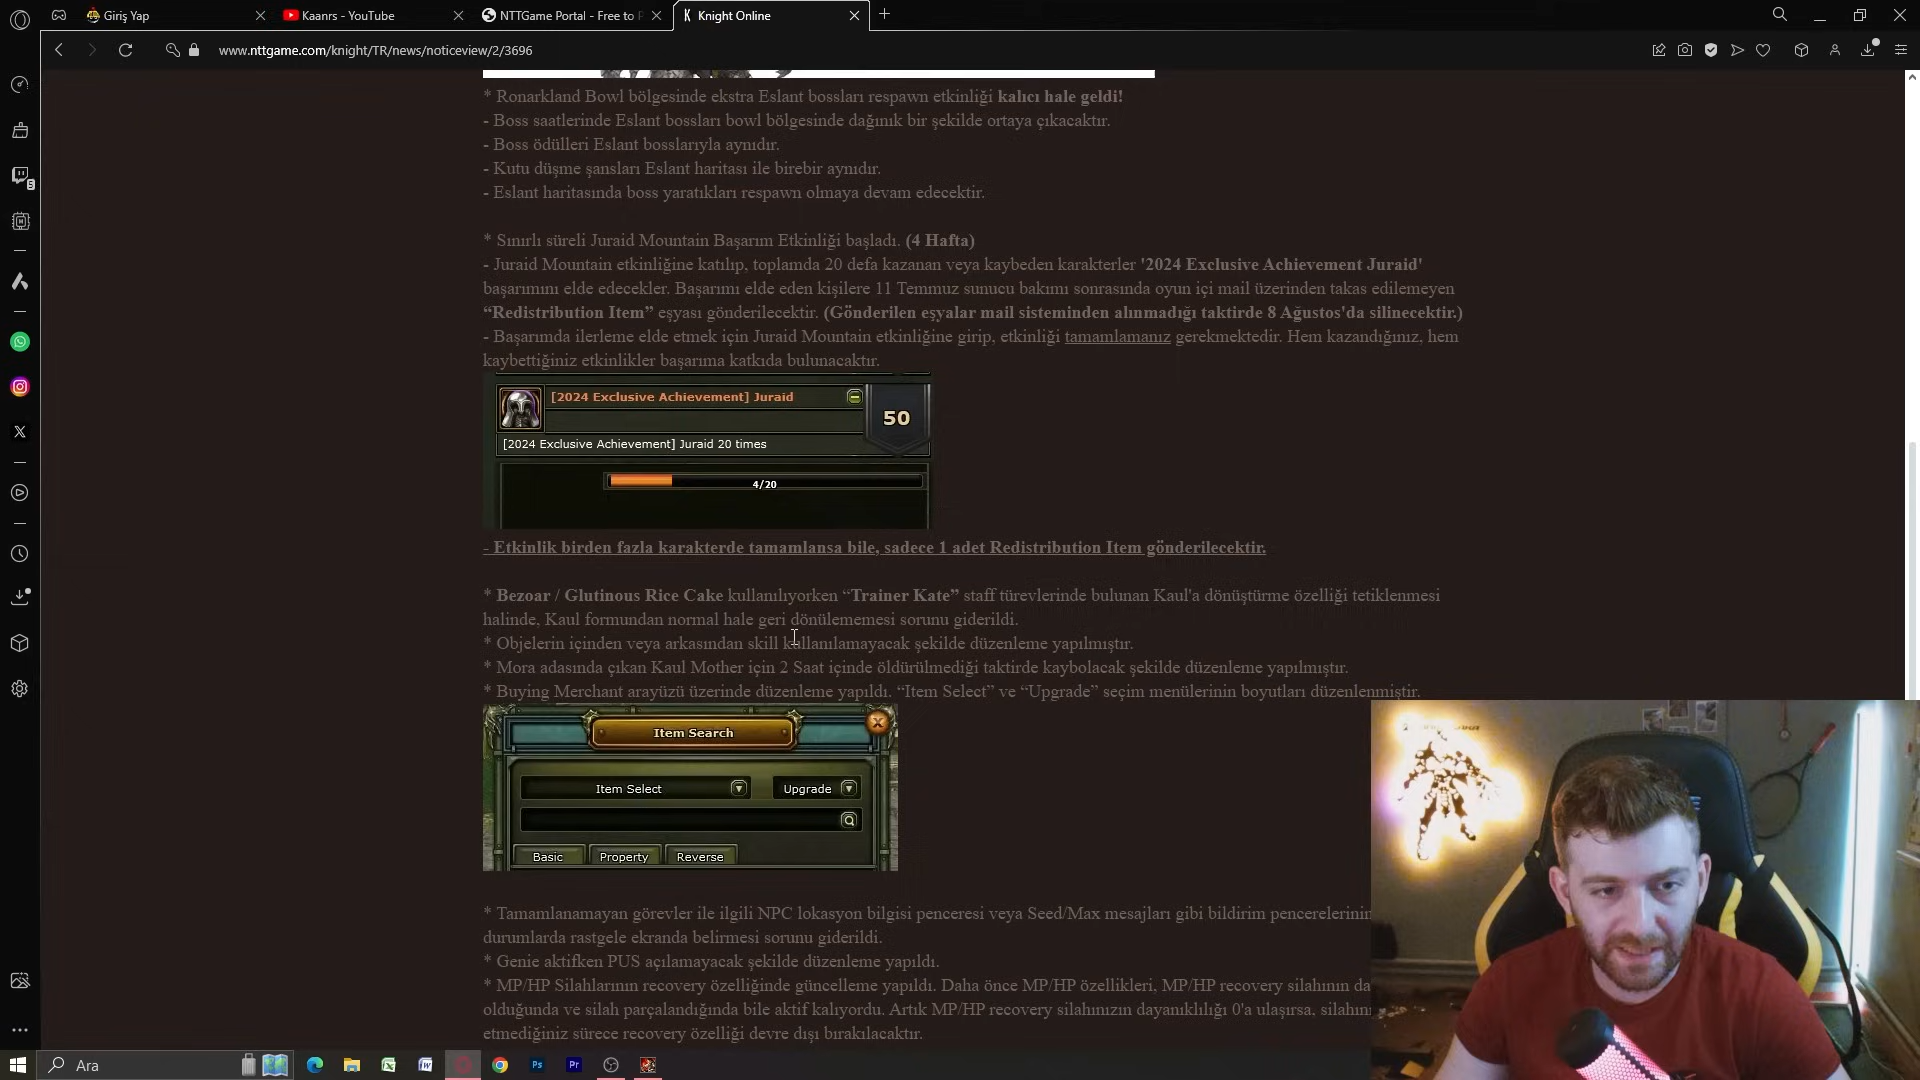 Giriş Yap
Kaanrs - YouTube
NTTGame Portal - Free to P
Knight Online
www.nttgame.com/knight/TR/news/noticeview/2/3696
* Ronarkland Bowl bölgesinde ekstra Eslant bossları respawn etkinliği kalıcı hale geldi!
- Boss saatlerinde Eslant bossları bowl bölgesinde dağınık bir şekilde ortaya çıkacaktır.
- Boss ödülleri Eslant bosslarıyla aynıdır.
- Kutu düşme şansları Eslant haritası ile birebir aynıdır.
- Eslant haritasında boss yaratıkları respawn olmaya devam edecektir.
* Sınırlı süreli Juraid Mountain Başarım Etkinliği başladı. (4 Hafta)
- Juraid Mountain etkinliğine katılıp, toplamda 20 defa kazanan veya kaybeden karakterler '2024 Exclusive Achievement Juraid'
başarımını elde edecekler. Başarımı elde eden kişilere 11 Temmuz sunucu bakımı sonrasında oyun içi mail üzerinden takas edilemeyen
“Redistribution Item” eşyası gönderilecektir. (Gönderilen eşyalar mail sisteminden alınmadığı taktirde 8 Ağustos'da silinecektir.)
- Başarımda ilerleme elde etmek için Juraid Mountain etkinliğine girip, etkinliği tamamlamanız gerekmektedir. Hem kazandığınız, hem
kaybettiğiniz etkinlikler başarıma katkıda bulunacaktır.
[2024 Exclusive Achievement] Juraid
50
[2024 Exclusive Achievement] Juraid 20 times
4/20
- Etkinlik birden fazla karakterde tamamlansa bile, sadece 1 adet Redistribution Item gönderilecektir.
* Bezoar / Glutinous Rice Cake kullanılıyorken “Trainer Kate” staff türevlerinde bulunan Kaul'a dönüştürme özelliği tetiklenmesi
halinde, Kaul formundan normal hale geri dönülememesi sorunu giderildi.
* Objelerin içinden veya arkasından skill kullanılamayacak şekilde düzenleme yapılmıştır.
* Mora adasında çıkan Kaul Mother için 2 Saat içinde öldürülmediği taktirde kaybolacak şekilde düzenleme yapılmıştır.
* Buying Merchant arayüzü üzerinde düzenleme yapıldı. “Item Select” ve “Upgrade” seçim menülerinin boyutları düzenlenmiştir.
Item Search
Item Select
Upgrade
Basic
Property
Reverse
* Tamamlanamayan görevler ile ilgili NPC lokasyon bilgisi penceresi veya Seed/Max mesajları gibi bildirim pencerelerinin
durumlarda rastgele ekranda belirmesi sorunu giderildi.
* Genie aktifken PUS açılamayacak şekilde düzenleme yapıldı.
* MP/HP Silahlarının recovery özelliğinde güncelleme yapıldı. Daha önce MP/HP özellikleri, MP/HP recovery silahının da
olduğunda ve silah parçalandığında bile aktif kalıyordu. Artık MP/HP recovery silahınızın dayanıklılığı 0'a ulaşırsa, silahın
etmediğiniz sürece recovery özelliği devre dışı bırakılacaktır.
Ara